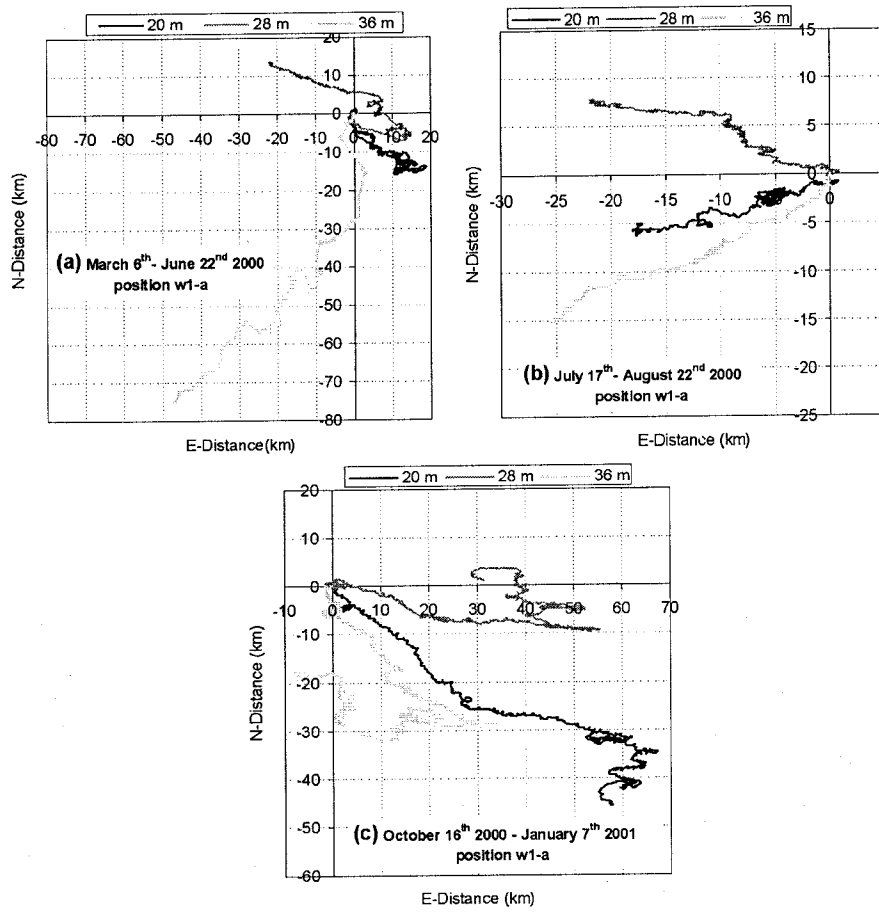 20 m 28 m 36 m
20
10
0
-10
-20
-30
-40
-50
-60
-70
-80
-80 -70 -60 -50 -40 -30 -20 -10 0 10 20
N-Distance (km)
(a) March 6th- June 22nd 2000
position w1-a
E-Distance(km)
20 m 28 m 36 m
15
10
5
0
-5
-10
-15
-20
-25
-30 -25 -20 -15 -10 -5 0 5
N-Distance (km)
(b) July 17th- August 22nd 2000
position w1-a
E-Distance (km)
20 m 28 m 36 m
20
10
0
-10
-20
-30
-40
-50
-60
-10 0 10 20 30 40 50 60 70
N-Distance (km)
(c) October 16th 2000 - January 7th 2001
position w1-a
E-Distance (km)